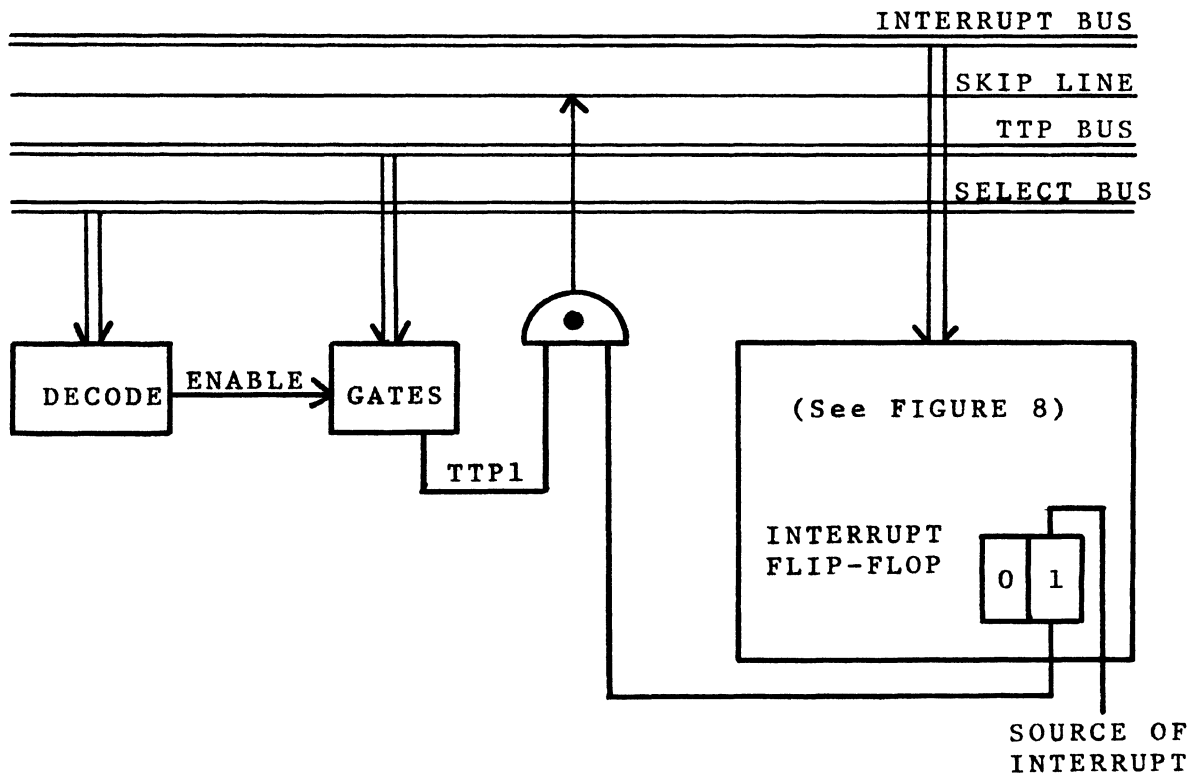 INTERRUPT BUS
SKIP LINE
TTP BUS
SELECT BUS
DECODE
ENABLE
GATES
TTP1
(See FIGURE 8)
INTERRUPT
FLIP-FLOP
0 1
SOURCE OF
INTERRUPT